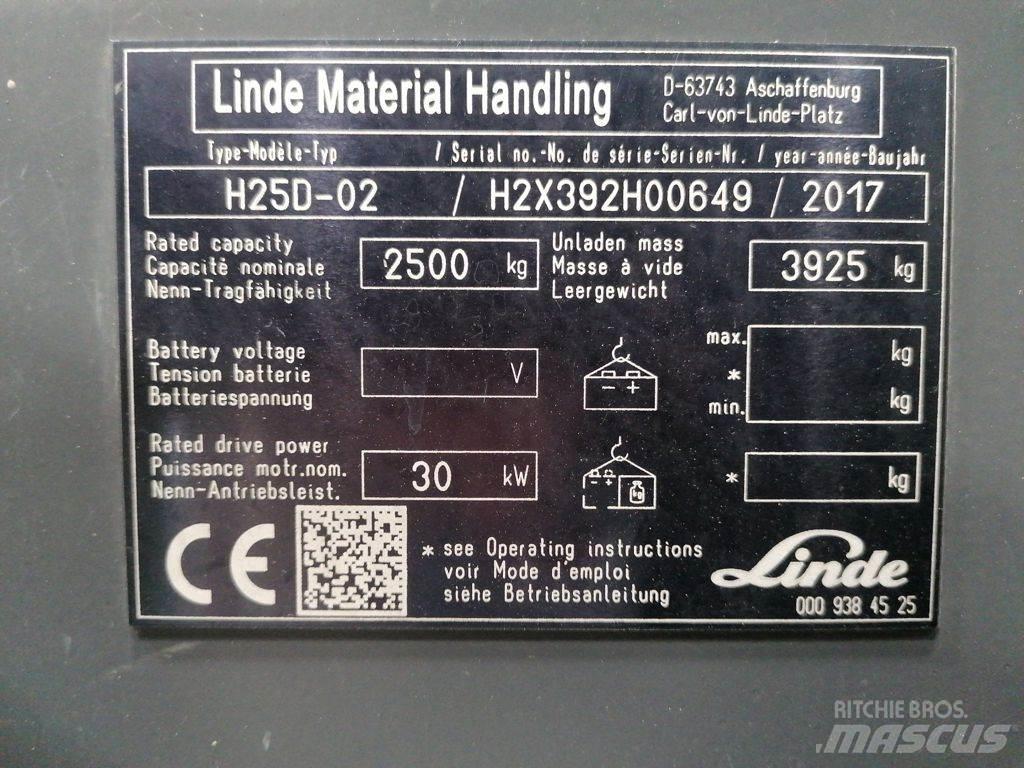 Linde Material Handling
D-63743 Aschaffenburg
Carl-von-Linde-Platz
Type-Modèle-Typ / Serial no.-No. de série-Serien-Nr. / year-année-Baujahr
H25D-02 / H2X392H00649 / 2017
Rated capacity
Capacité nominale
Nenn-Tragfähigkeit
2500 kg
Unladen mass
Masse à vide
Leergewicht
3925 kg
Battery voltage
Tension batterie
Batteriespannung
V
- +
max.
*
min.
kg
kg
Rated drive power
Puissance motr.nom.
Nenn-Antriebsleist.
30 kW
- +
kg
*
kg
CE
* see Operating instructions
voir Mode d'emploi
siehe Betriebsanleitung
Linde
000 938 45 25
RITCHIE BROS.
MASCUS